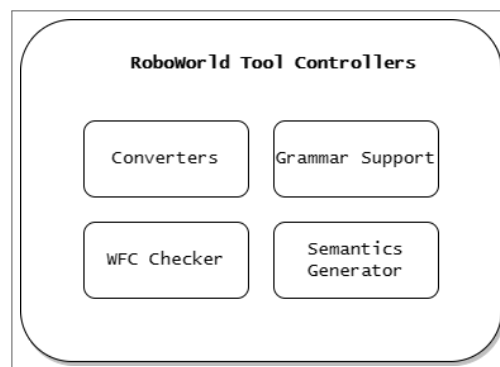 RoboWorld Tool Controllers
Converters
Grammar Support
WFC Checker
Semantics
Generator